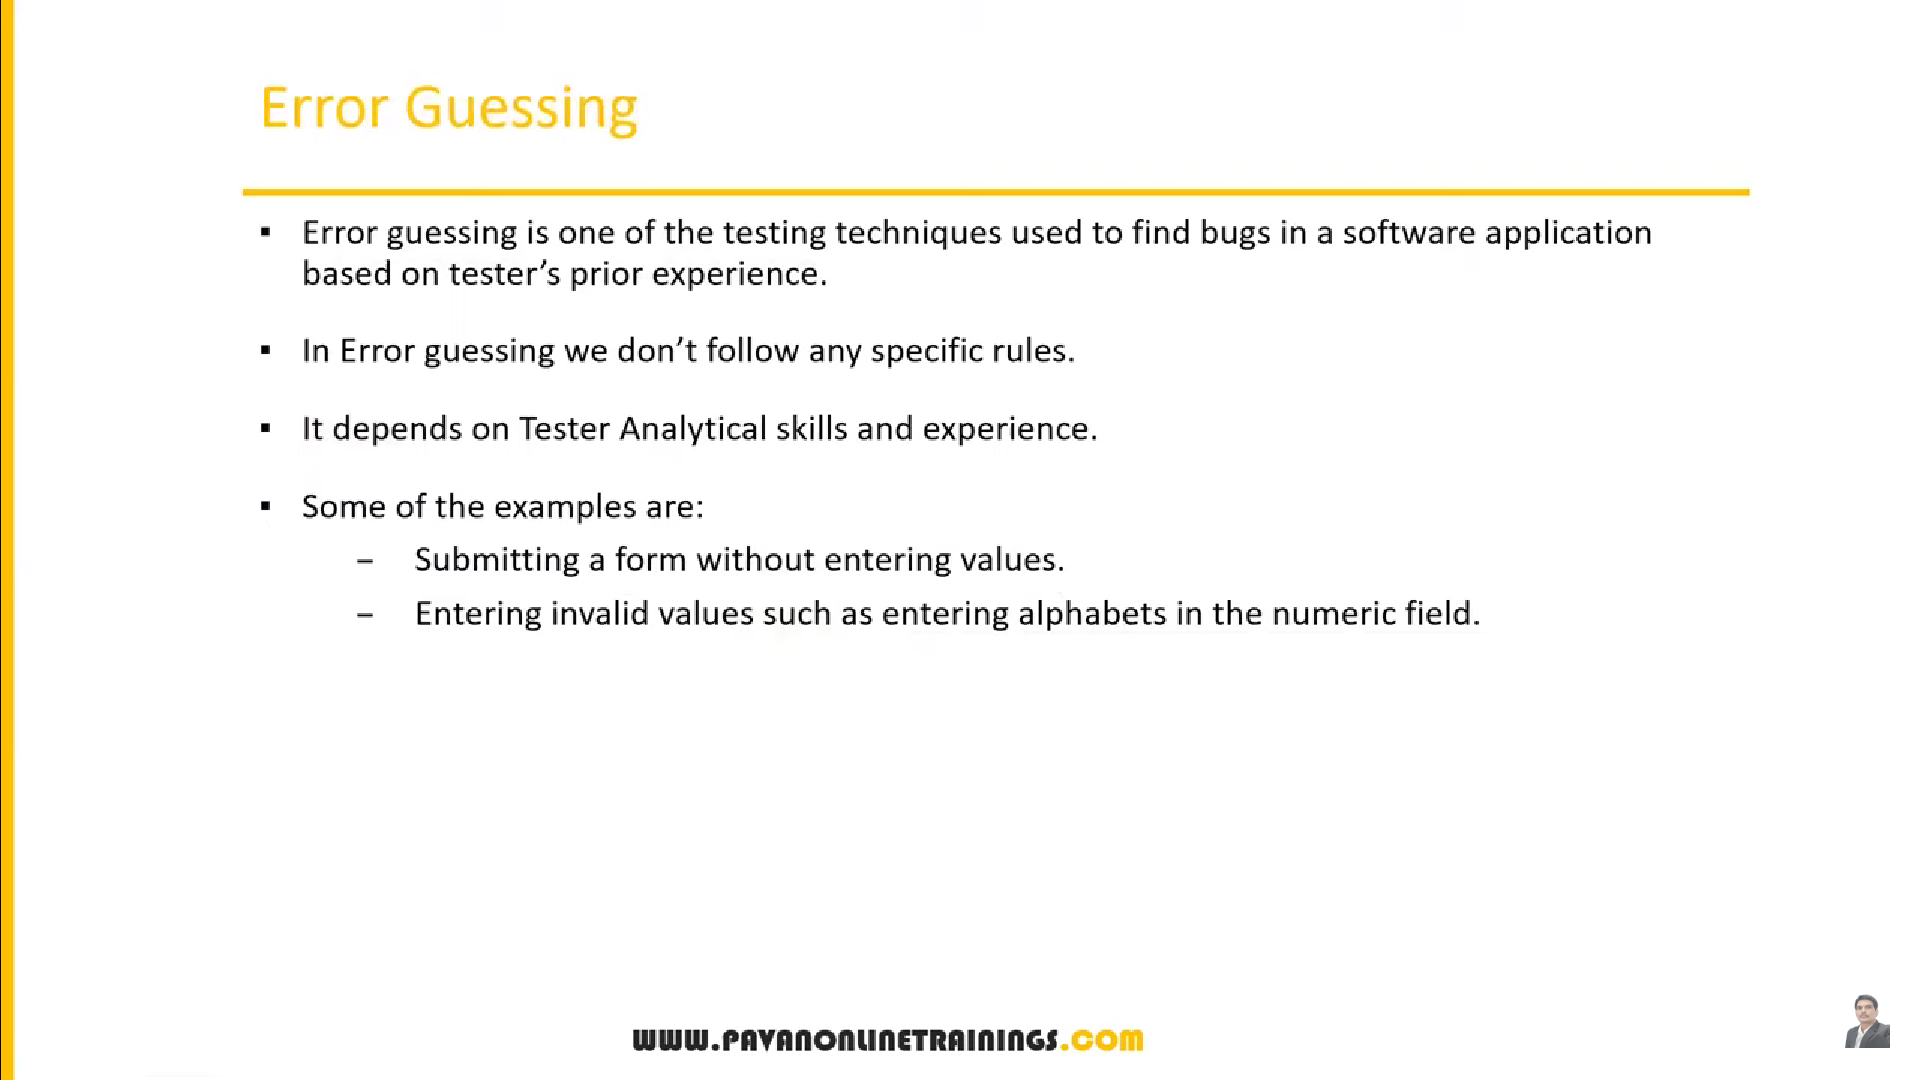 Error Guessing
▪ Error guessing is one of the testing techniques used to find bugs in a software application
based on tester’s prior experience.
▪ In Error guessing we don’t follow any specific rules.
▪ It depends on Tester Analytical skills and experience.
▪ Some of the examples are:
– Submitting a form without entering values.
– Entering invalid values such as entering alphabets in the numeric field.
WWW.PAVANONLINETRAININGS.COM